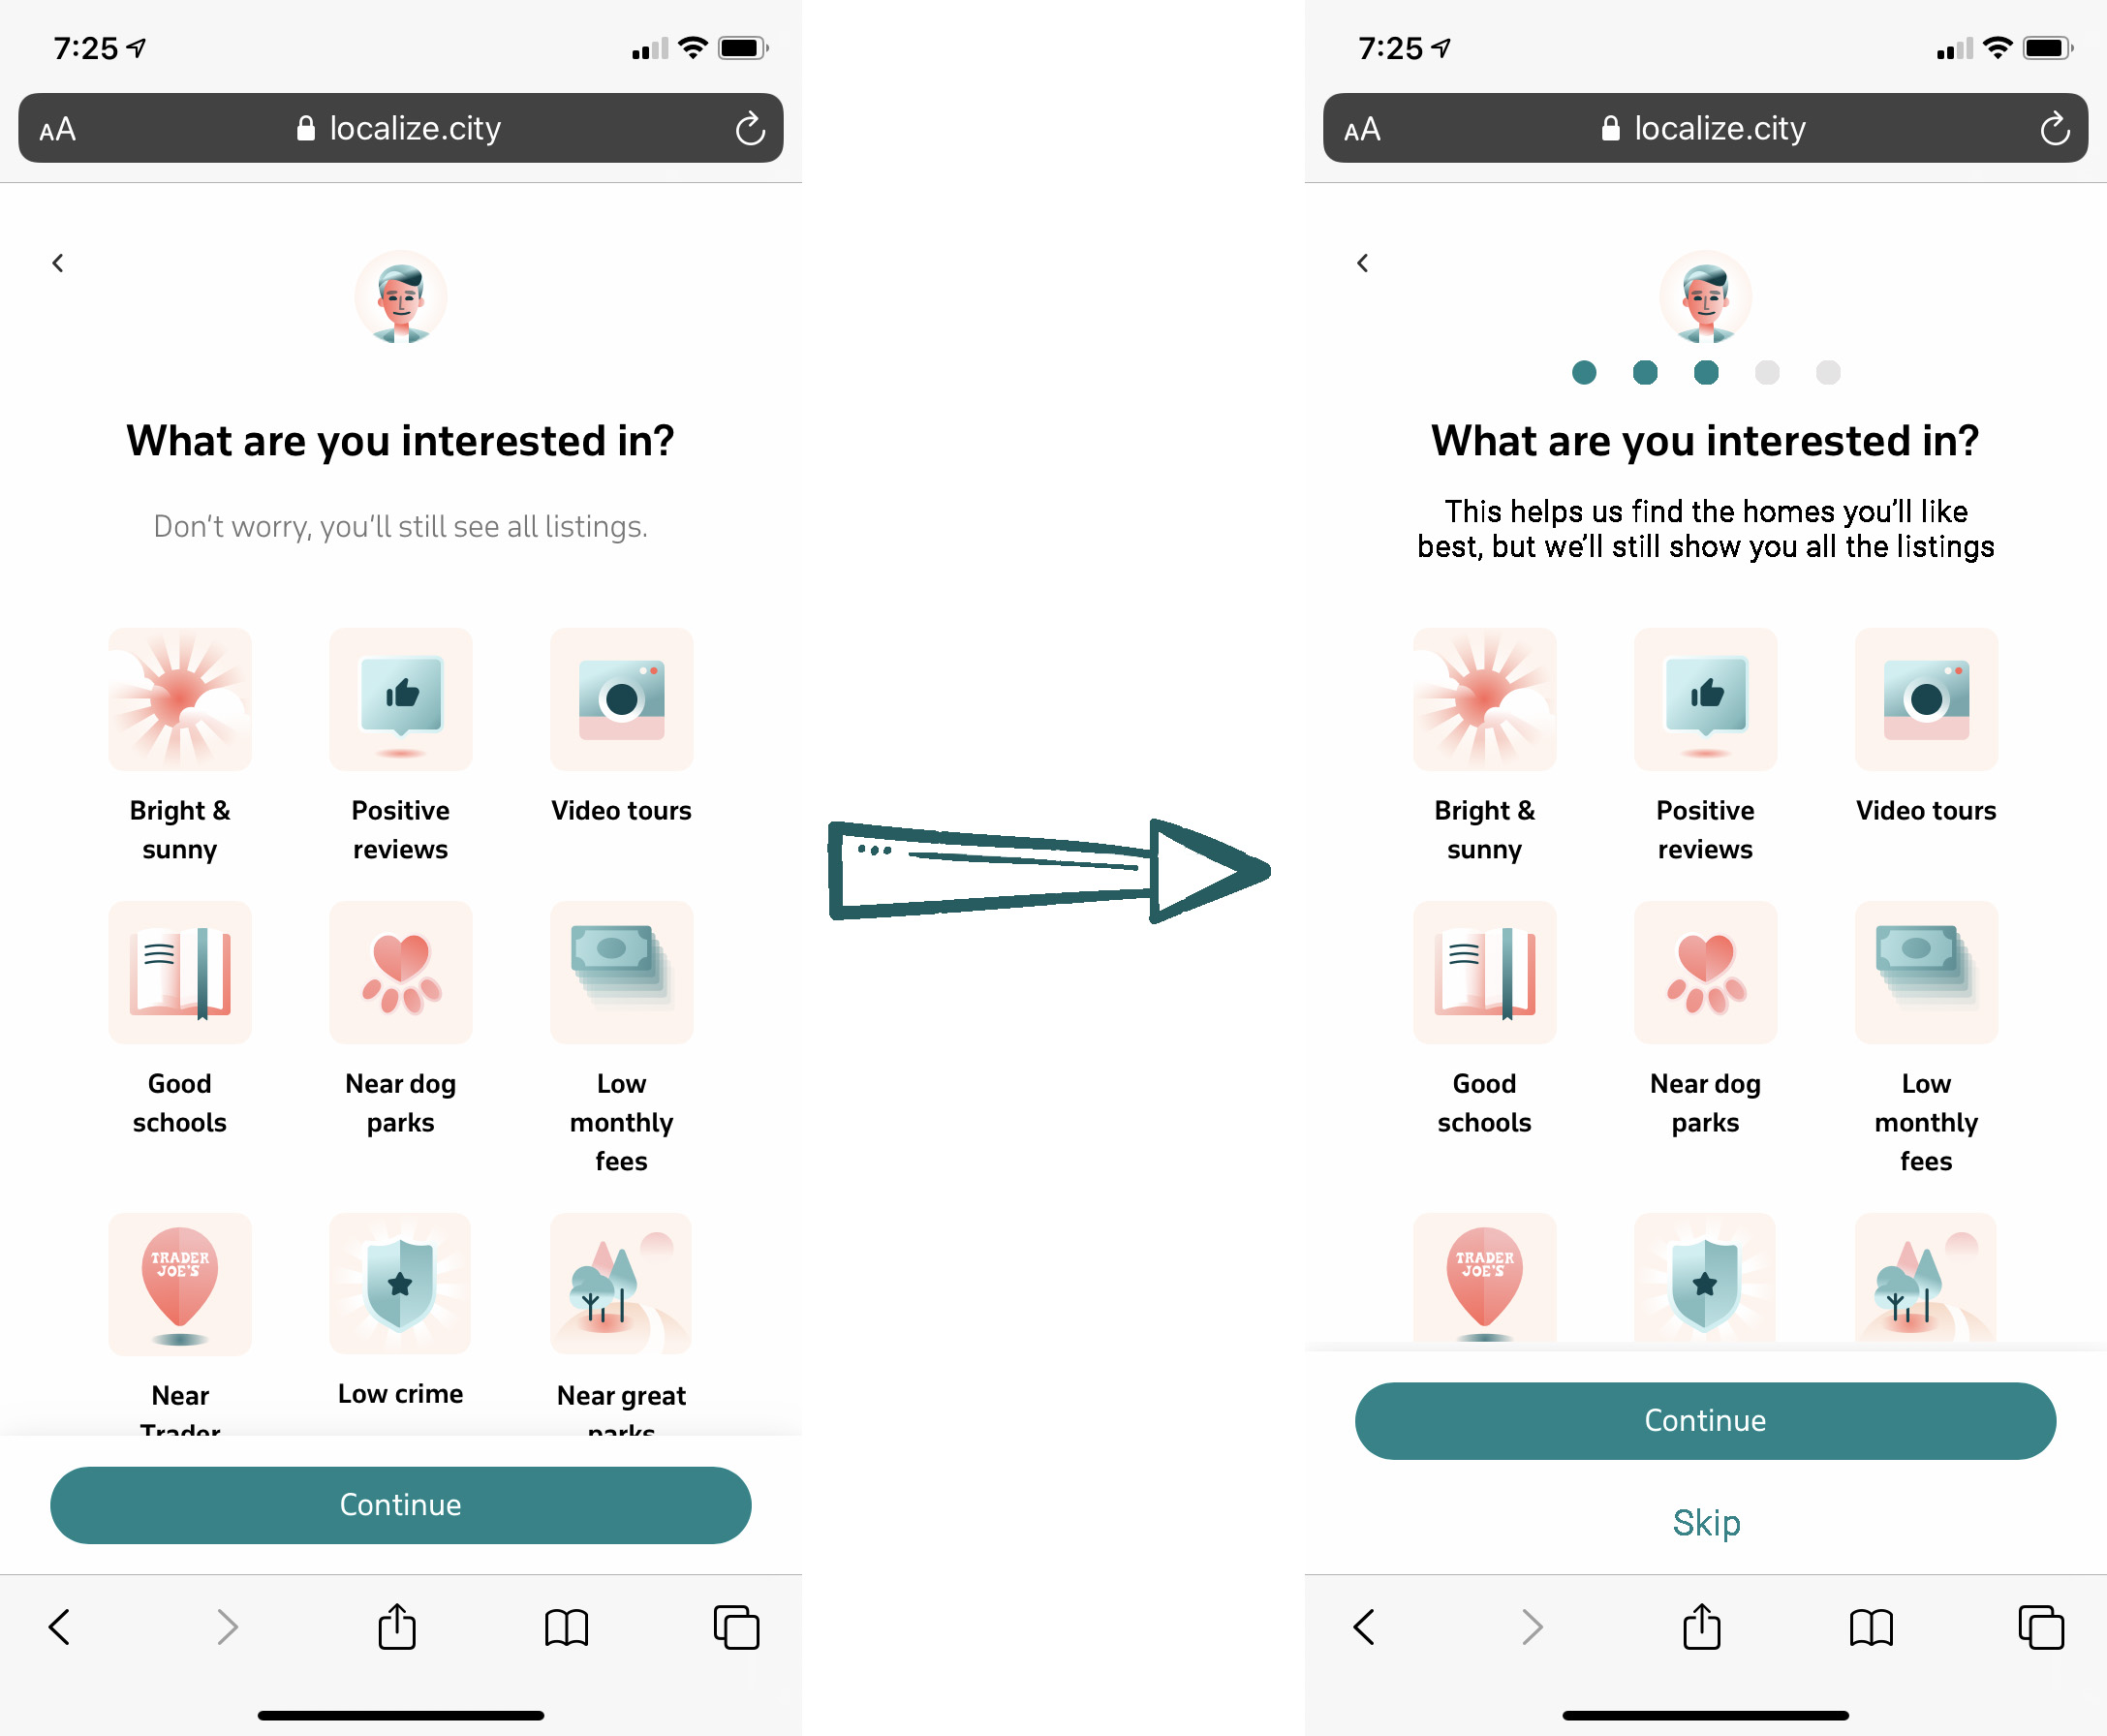 7:25
AA
localize.city
What are you interested in?
Don't worry, you'll still see all listings.
Bright &
sunny
Positive
reviews
Video tours
Good
schools
Near dog
parks
Low
monthly
fees
TRADER
JOE'S
Near
Trader
Low crime
Near great
parks
Continue
7:25
AA
localize.city
What are you interested in?
This helps us find the homes you'll like
best, but we'll still show you all the listings
Bright &
sunny
Positive
reviews
Video tours
Good
schools
Near dog
parks
Low
monthly
fees
TRADER
JOE'S
Continue
Skip